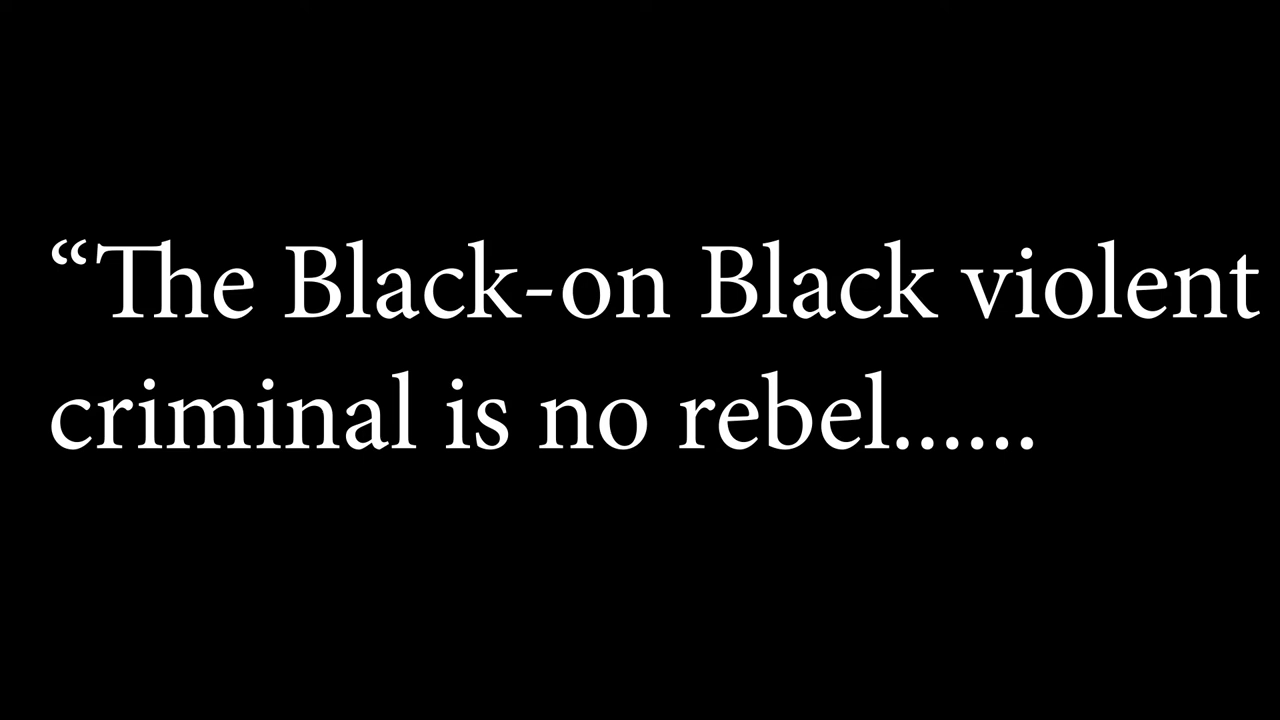 “The Black-on Black violent
criminal is no rebel......